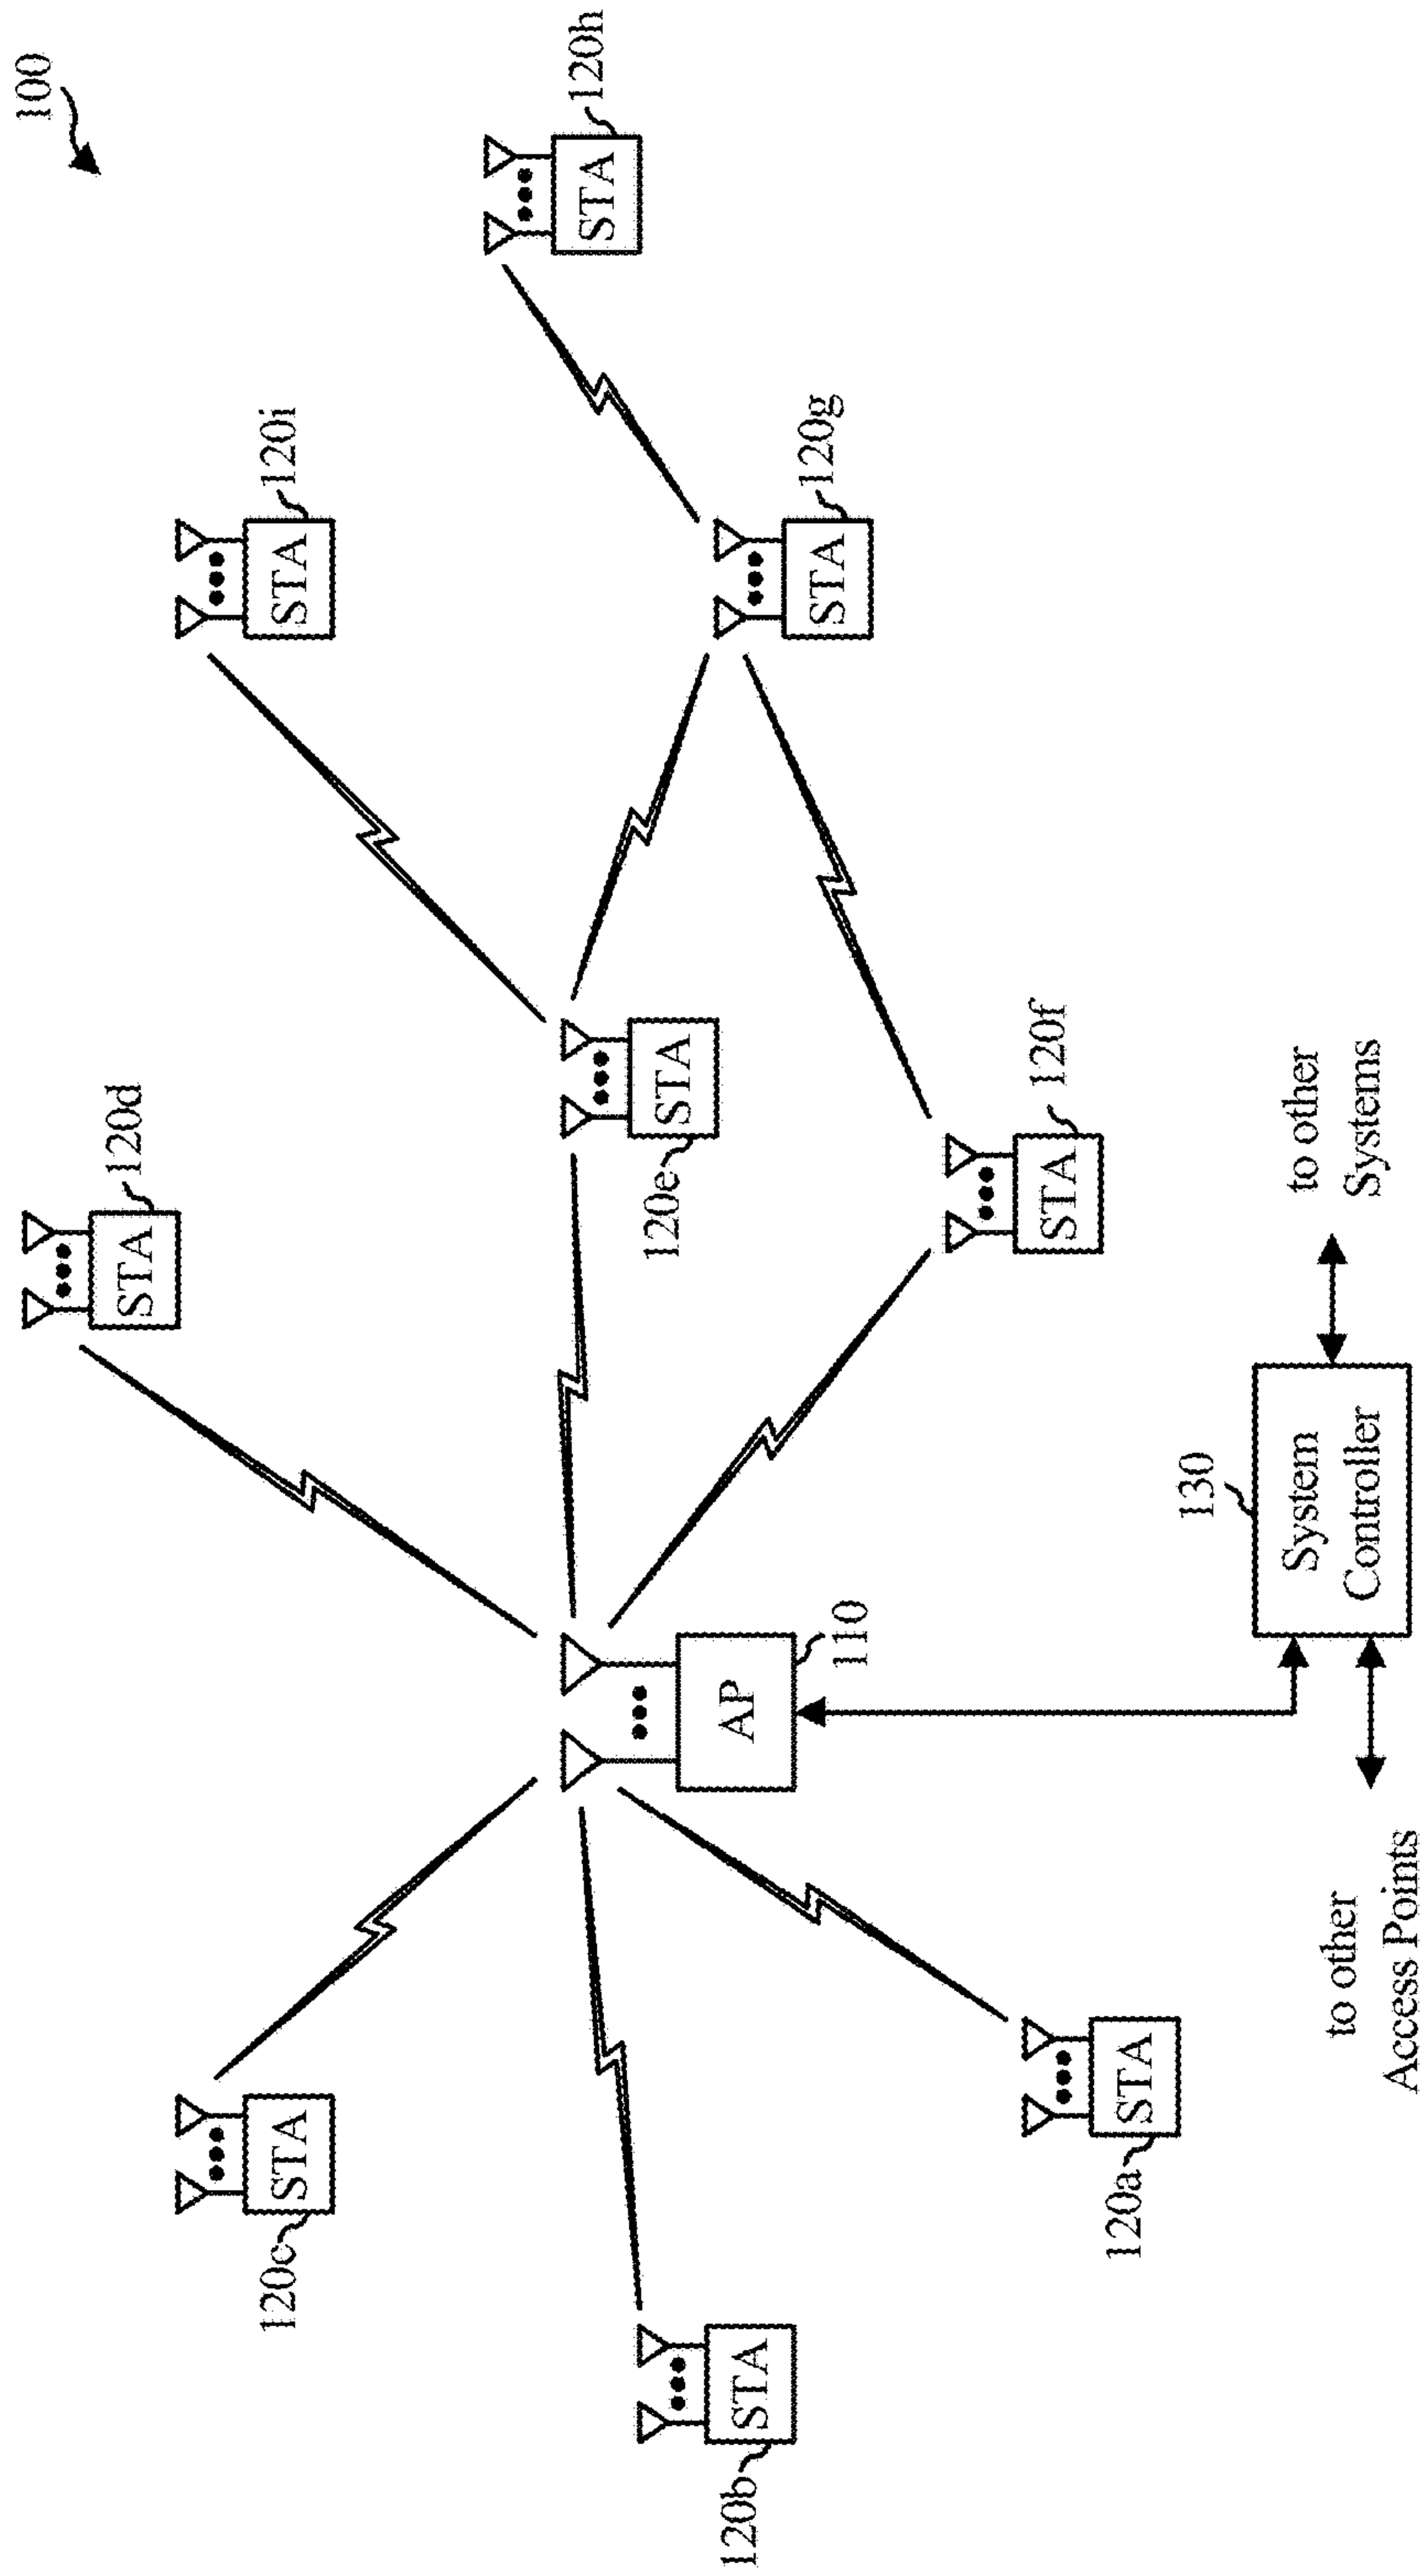 100
120d
STA
120i
STA
120c
STA
120h
STA
120e
STA
120b
STA
AP
110
120g
STA
120f
STA
120a
STA
130
System
Controller
to other
Systems
to other
Access Points